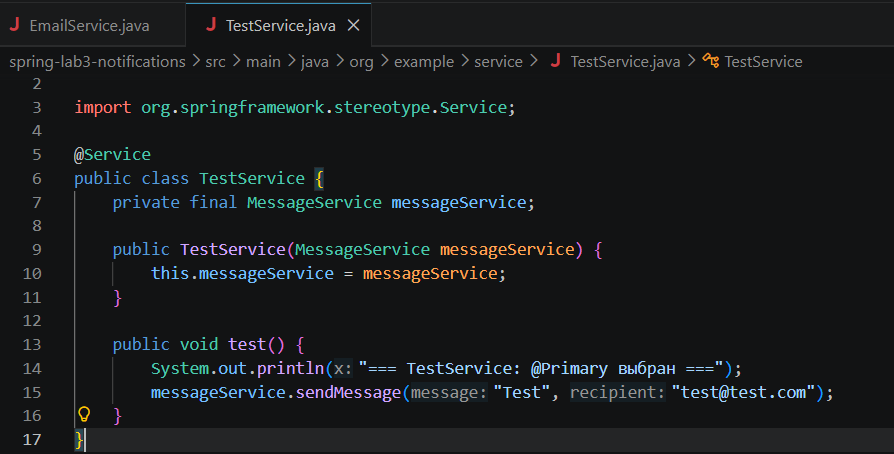 EmailService.java TestService.java
spring-lab3-notifications > src > main > java > org > example > service > TestService.java > TestService
2
3 import org.springframework.stereotype.Service;
4
5 @Service
6 public class TestService {
7 private final MessageService messageService;
8
9 public TestService(MessageService messageService) {
10 this.messageService = messageService;
11 }
12
13 public void test() {
14 System.out.println(x: "=== TestService: @Primary выбран ===");
15 messageService.sendMessage(message: "Test", recipient: "test@test.com");
16 }
17 }